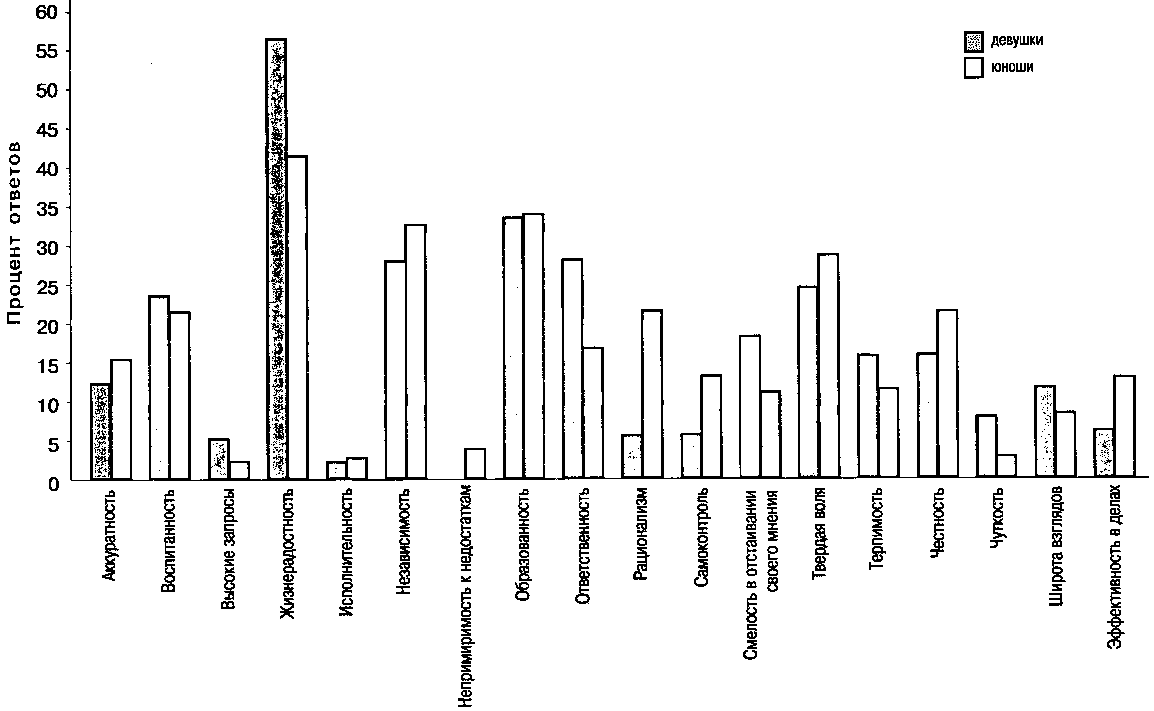 60
55
50
45
40
35
30
25
20
15
10
5
0
Процент ответов
девушки
юноши
Аккуратность
Воспитанность
Высокие запросы
Жизнерадостность
Исполнительность
Независимость
Непримиримость к недостаткам
Образованность
Ответственность
Рационализм
Самоконтроль
Смелость в отстаивании
своего мнения
Твердая воля
Терпимость
Честность
Чуткость
Широта взглядов
Эффективность в делах